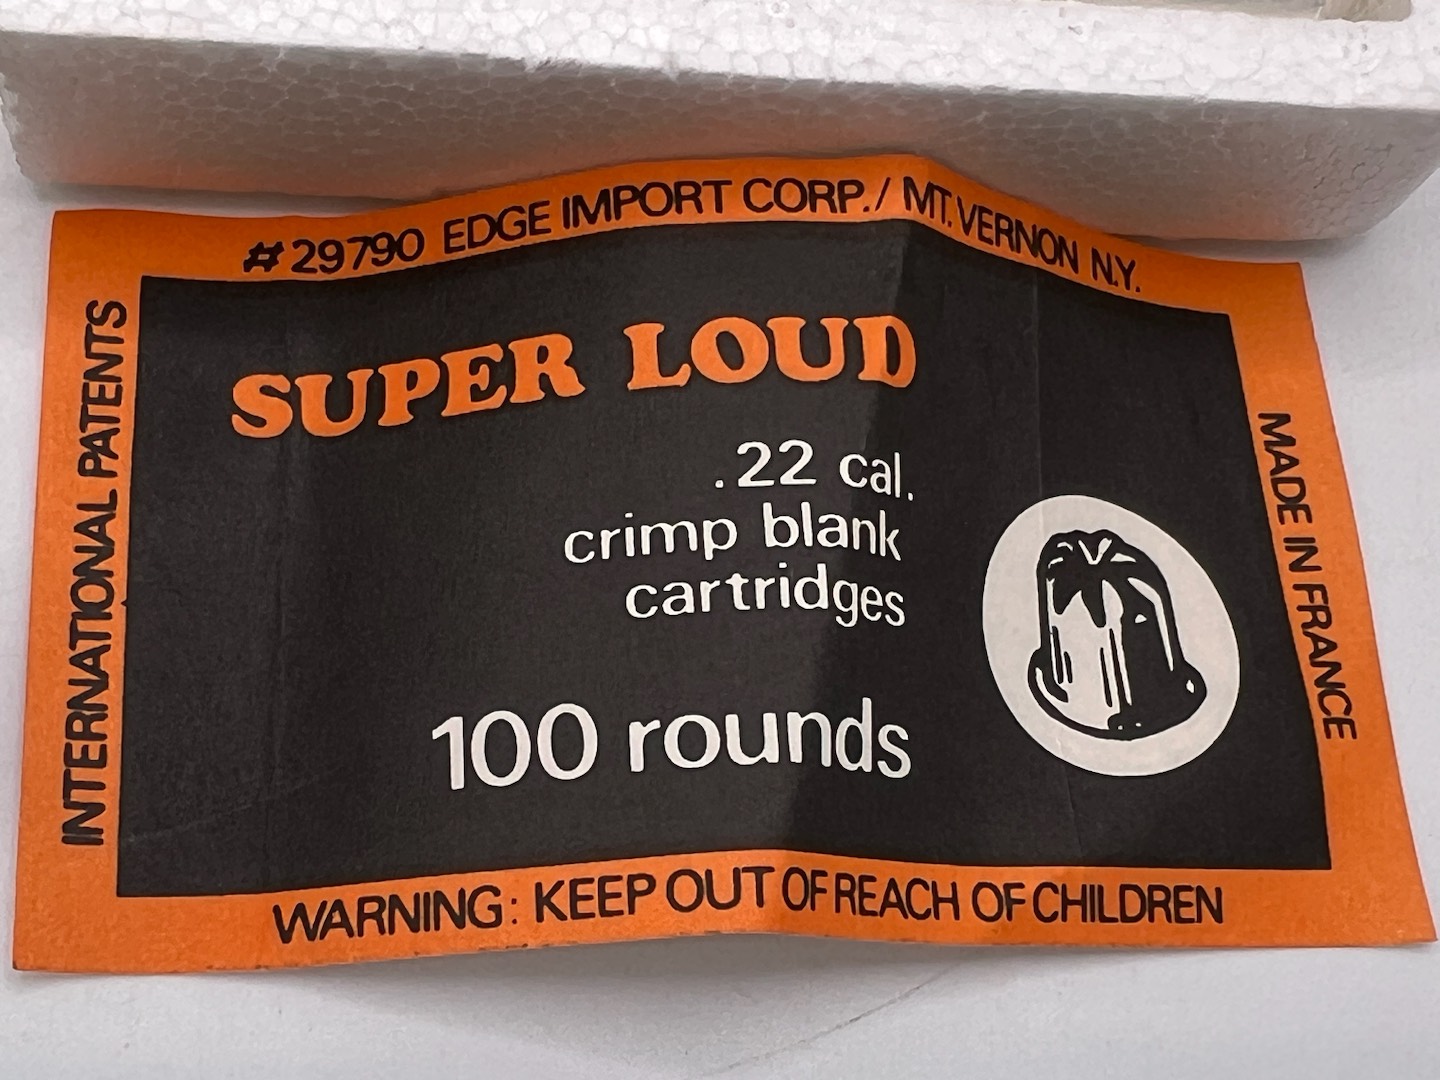 #29790 EDGE IMPORT CORP./ MT. VERNON N.Y.
INTERNATIONAL PATENTS
SUPER LOUD
.22 cal.
crimp blank
cartridges
100 rounds
MADE IN FRANCE
WARNING: KEEP OUT OF REACH OF CHILDREN